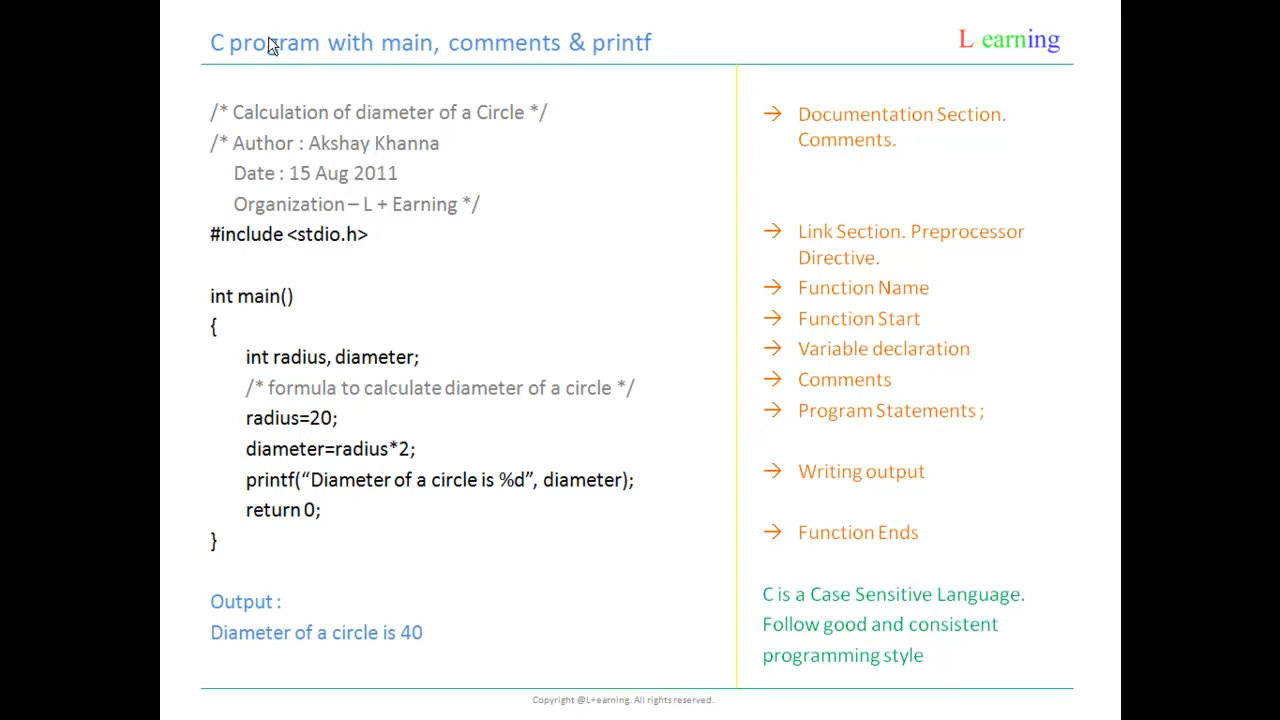 C program with main, comments & printf
L earning
/* Calculation of diameter of a Circle */
/* Author : Akshay Khanna
Date : 15 Aug 2011
Organization – L + Earning */
#include <stdio.h>
int main()
{
int radius, diameter;
/* formula to calculate diameter of a circle */
radius=20;
diameter=radius*2;
printf(“Diameter of a circle is %d”, diameter);
return 0;
}
Output :
Diameter of a circle is 40
→ Documentation Section.
Comments.
→ Link Section. Preprocessor
Directive.
→ Function Name
→ Function Start
→ Variable declaration
→ Comments
→ Program Statements ;
→ Writing output
→ Function Ends
C is a Case Sensitive Language.
Follow good and consistent
programming style
Copyright @L+earning. All rights reserved.